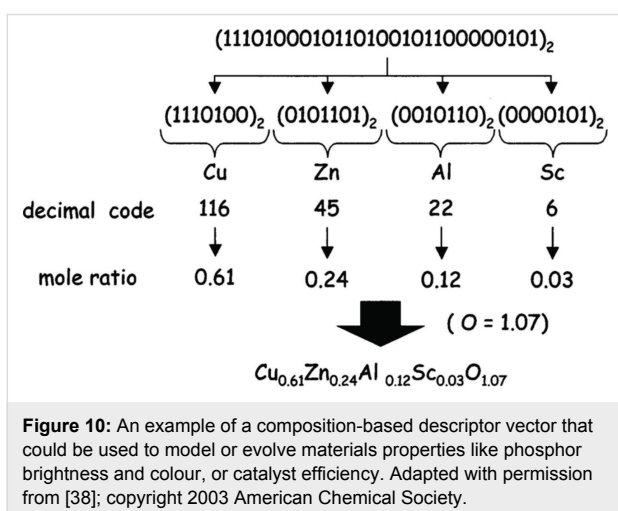 (1110100010110100101100000101)₂
(1110100)₂ (0101101)₂ (0010110)₂ (0000101)₂
Cu Zn Al Sc
decimal code 116 45 22 6
mole ratio 0.61 0.24 0.12 0.03
( O = 1.07)
Cu₀.₆₁Zn₀.₂₄Al ₀.₁₂Sc₀.₀₃O₁.₀₇
Figure 10: An example of a composition-based descriptor vector that
could be used to model or evolve materials properties like phosphor
brightness and colour, or catalyst efficiency. Adapted with permission
from [38]; copyright 2003 American Chemical Society.